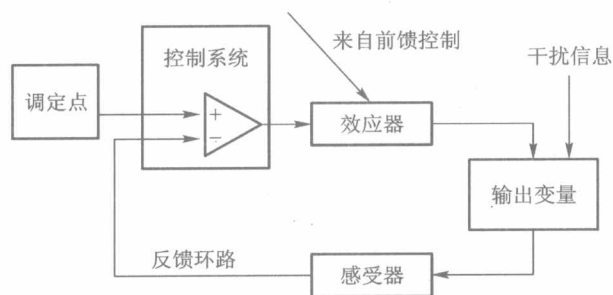 控制系统
来自前馈控制
干扰信息
调定点
+
−
效应器
输出变量
反馈环路
感受器